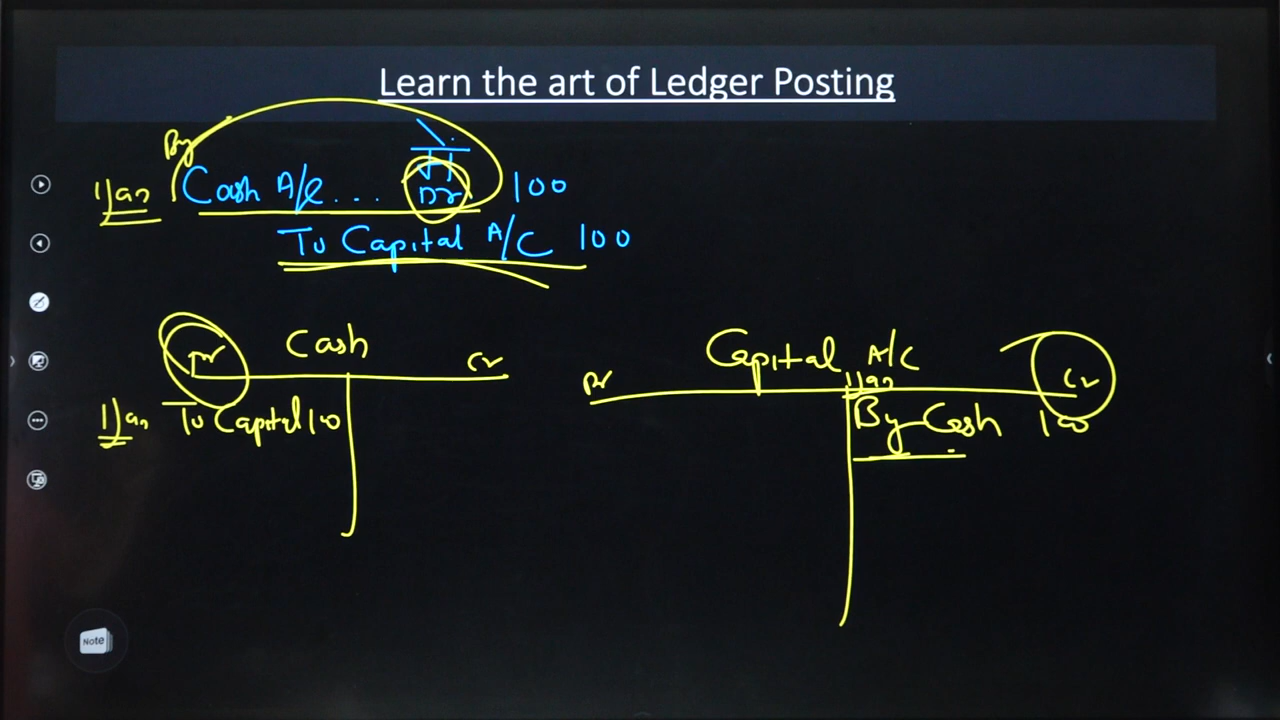 Learn the art of Ledger Posting
By
1 Jan Cash A/c ... Dr 100
To Capital A/C 100
Cash
Dr Cr
1 Jan To Capital 100
Capital A/C
Dr Cr
1 Jan
By Cash 100
Note